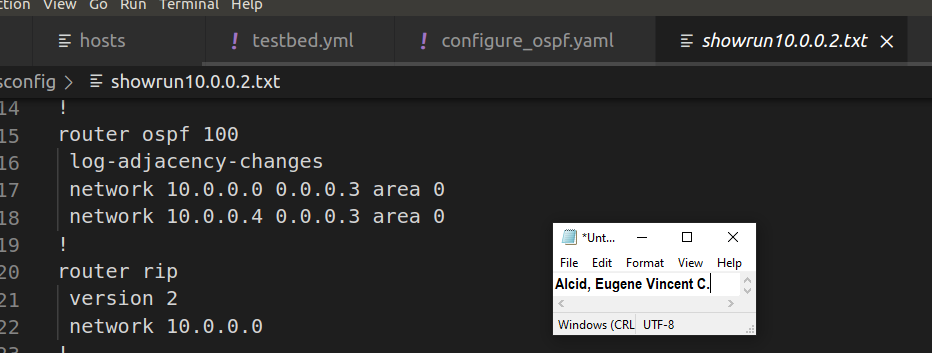 ction View Go Run Terminal Help
hosts
! testbed.yml
! configure_ospf.yaml
showrun10.0.0.2.txt
sconfig > showrun10.0.0.2.txt
14 !
15 router ospf 100
16 log-adjacency-changes
17 network 10.0.0.0 0.0.0.3 area 0
18 network 10.0.0.4 0.0.0.3 area 0
19 !
20 router rip
21 version 2
22 network 10.0.0.0
23 !
*Unt...
File Edit Format View Help
Alcid, Eugene Vincent C.
Windows (CRL UTF-8